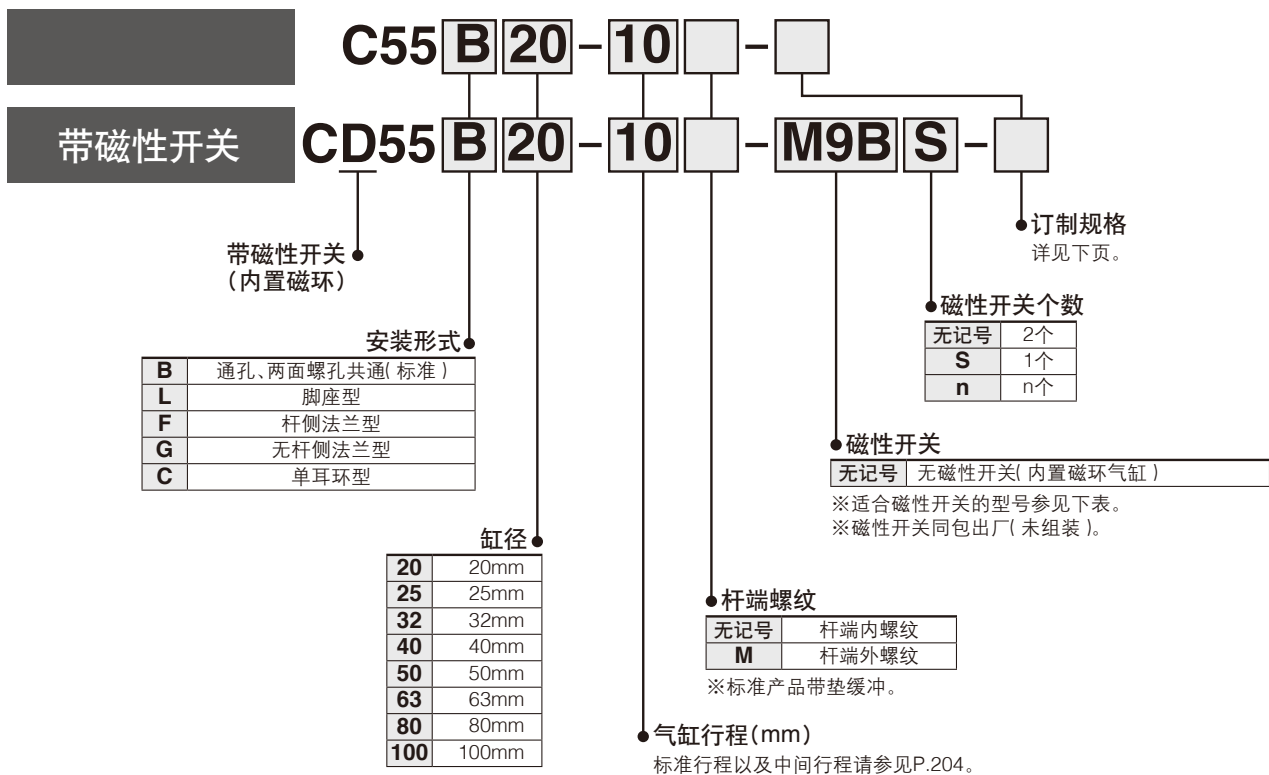 C55 B 20 - 10 -
带磁性开关 CD55 B 20 - 10 - M9B S -
带磁性开关
(内置磁环)
安装形式
B 通孔、两面螺孔共通(标准)
L 脚座型
F 杆侧法兰型
G 无杆侧法兰型
C 单耳环型
缸径
20 20mm
25 25mm
32 32mm
40 40mm
50 50mm
63 63mm
80 80mm
100 100mm
气缸行程(mm)
标准行程以及中间行程请参见P.204。
杆端螺纹
无记号 杆端内螺纹
M 杆端外螺纹
※标准产品带垫缓冲。
磁性开关
无记号 无磁性开关(内置磁环气缸)
※适合磁性开关的型号参见下表。
※磁性开关同包出厂(未组装)。
磁性开关个数
无记号 2个
S 1个
n n个
订制规格
详见下页。